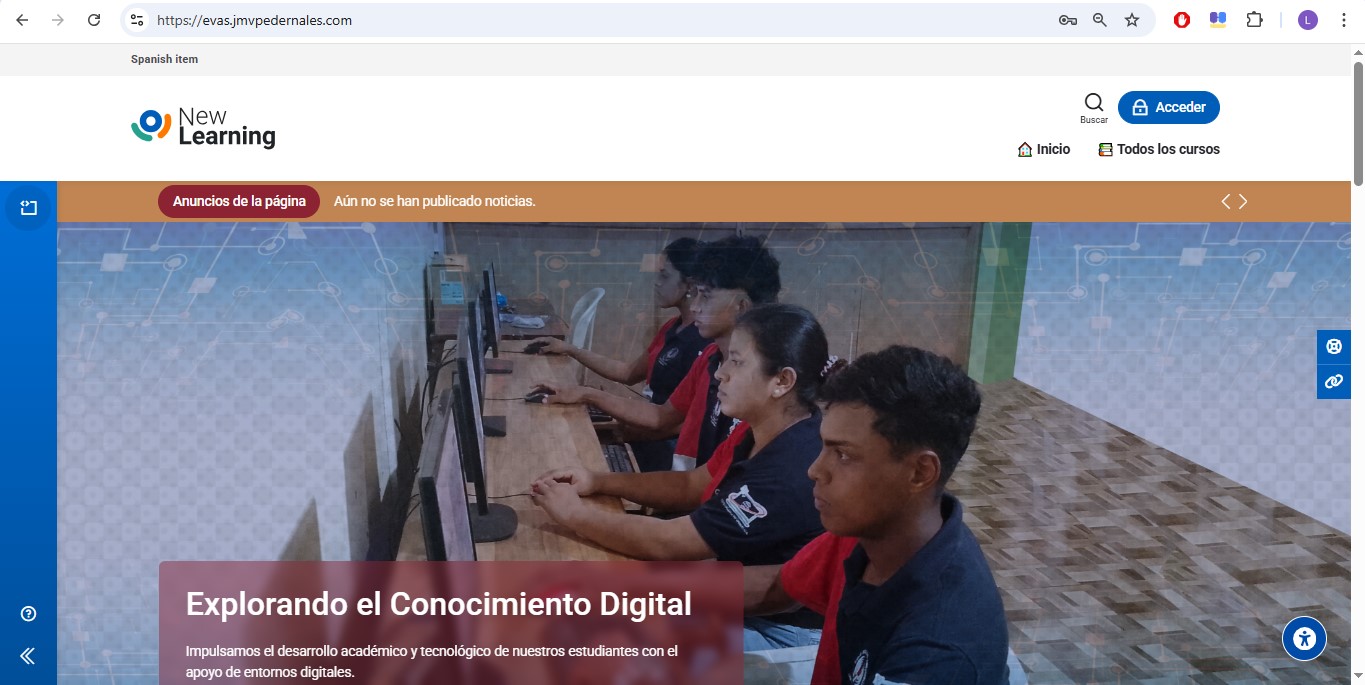 https://evas.jmvpedernales.com
L
Spanish item
New
Learning
Buscar
Acceder
Inicio
Todos los cursos
Anuncios de la página
Aún no se han publicado noticias.
Explorando el Conocimiento Digital
Impulsamos el desarrollo académico y tecnológico de nuestros estudiantes con el
apoyo de entornos digitales.